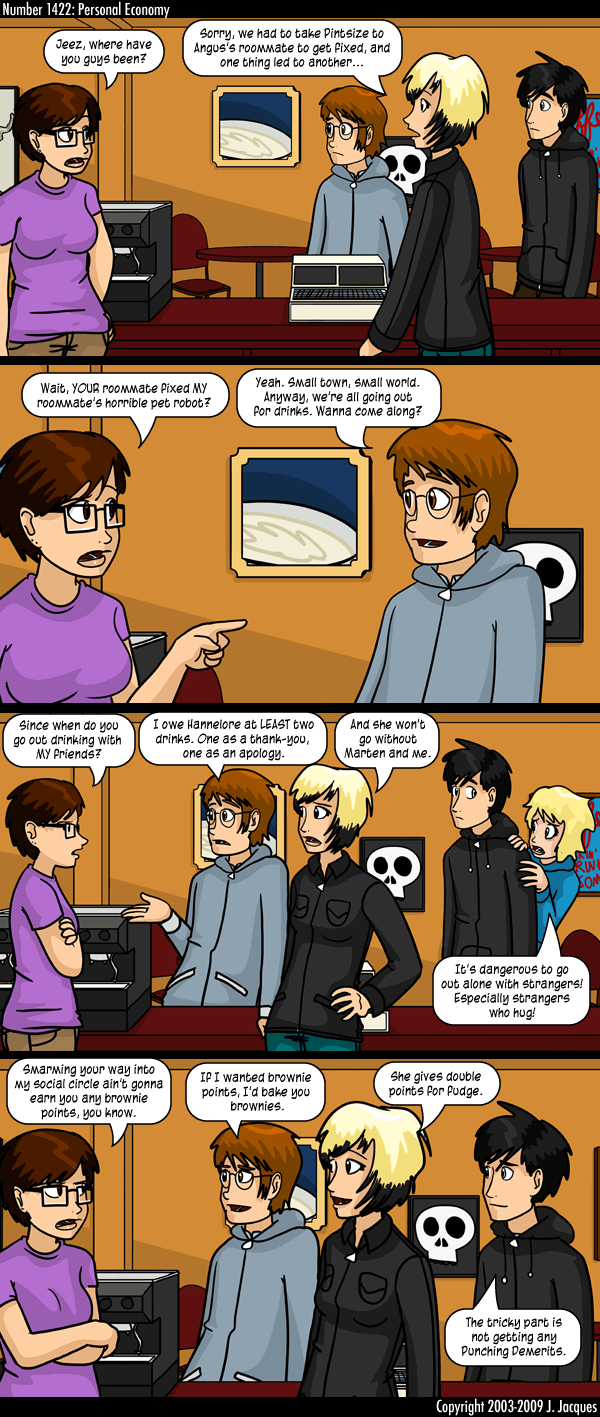 Number 1422: Personal Economy
Jeez, where have
you guys been?
Sorry, we had to take Pintsize to
Angus's roommate to get fixed, and
one thing led to another...
Wait, YOUR roommate fixed MY
roommate's horrible pet robot?
Yeah. Small town, small world.
Anyway, we're all going out
for drinks. Wanna come along?
Since when do you
go out drinking with
MY friends?
I owe Hannelore at LEAST two
drinks. One as a thank-you,
one as an apology.
And she won't
go without
Marten and me.
It's dangerous to go
out alone with strangers!
Especially strangers
who hug!
Smarming your way into
my social circle ain't gonna
earn you any brownie
points, you know.
If I wanted brownie
points, I'd bake you
brownies.
She gives double
points for fudge.
The tricky part is
not getting any
Punching Demerits.
Copyright 2003-2009 J. Jacques